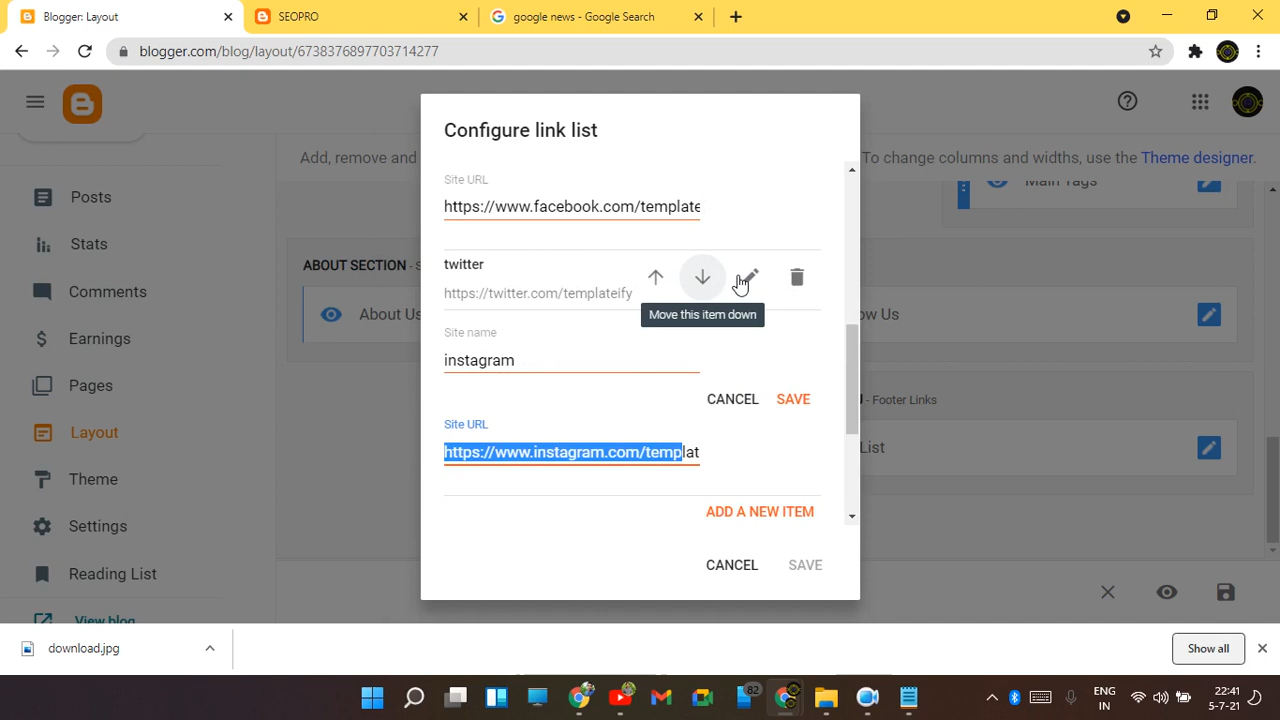 Blogger: Layout
SEOPRO
google news - Google Search
blogger.com/blog/layout/6738376897703714277
Add, remove and
To change columns and widths, use the Theme designer.
Posts
Stats
Comments
Earnings
Pages
Layout
Theme
Settings
Reading List
View blog
Main Tags
ABOUT SECTION
About Us
Footer Links
List
Configure link list
Site URL
https://www.facebook.com/template
twitter
https://twitter.com/templateify
Move this item down
Site name
instagram
CANCEL SAVE
Site URL
https://www.instagram.com/templat
ADD A NEW ITEM
CANCEL SAVE
download.jpg
Show all
82
ENG
IN
22:41
5-7-21